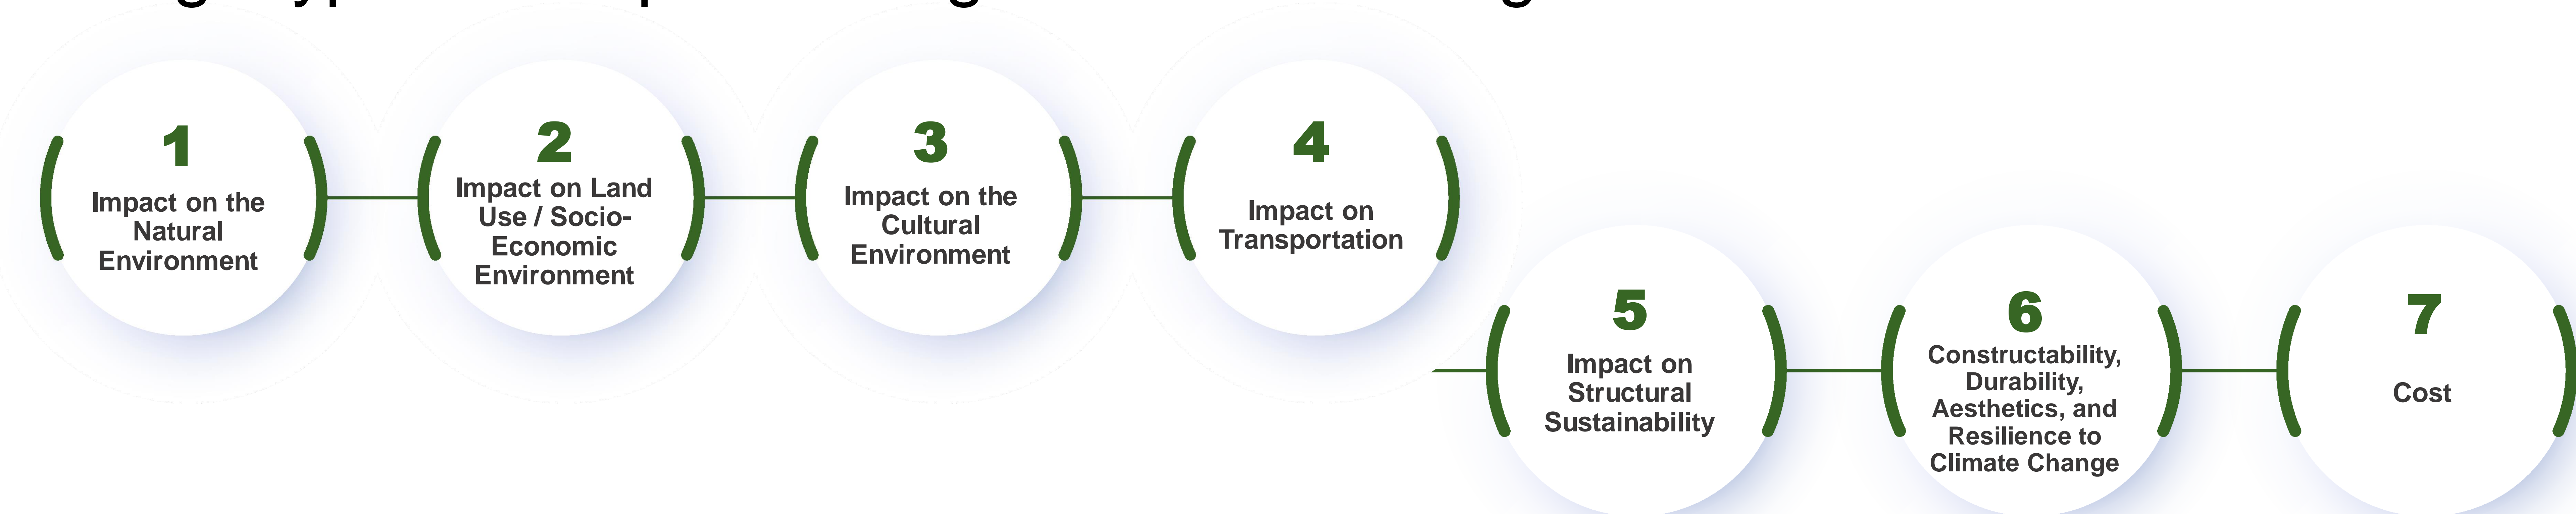 1
Impact on the
Natural
Environment
2
Impact on Land
Use / Socio-
Economic
Environment
3
Impact on the
Cultural
Environment
4
Impact on
Transportation
5
Impact on
Structural
Sustainability
6
Constructability,
Durability,
Aesthetics, and
Resilience to
Climate Change
7
Cost